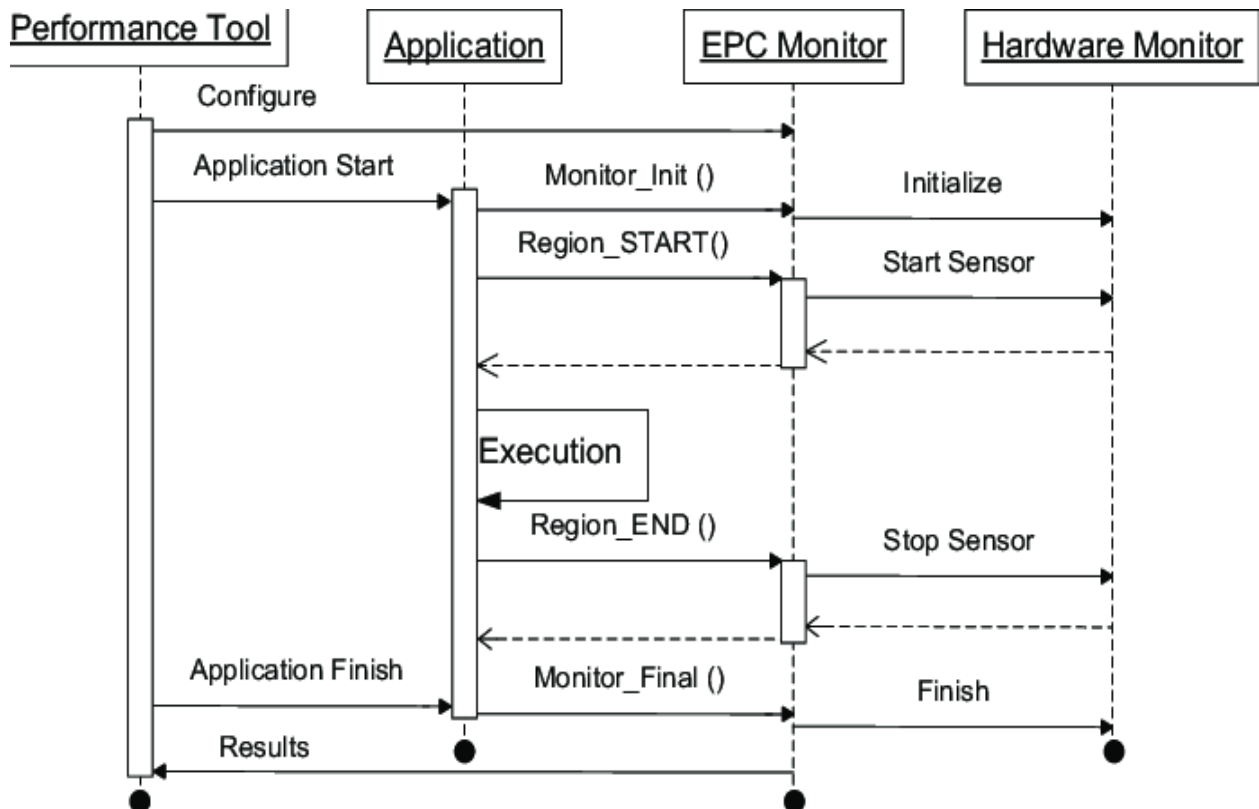 Performance Tool
Application
EPC Monitor
Hardware Monitor
Configure
Application Start
Monitor_Init ()
Initialize
Region_START()
Start Sensor
Execution
Region_END ()
Stop Sensor
Application Finish
Monitor_Final ()
Finish
Results